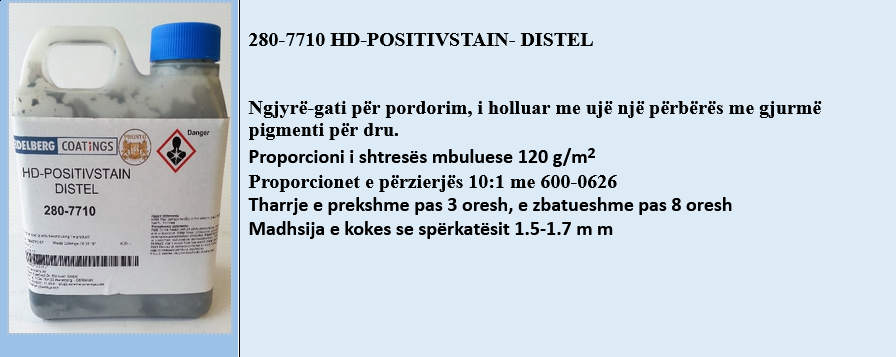 280-7710 HD-POSITIVSTAIN- DISTEL
Ngjyrë-gati për pordorim, i holluar me ujë një përbërës me gjurmë
pigmenti për dru.
Proporcioni i shtresës mbuluese 120 g/m²
Proporcionet e përzierjës 10:1 me 600-0626
Tharrje e prekshme pas 3 oresh, e zbatueshme pas 8 oresh
Madhsija e kokes se spërkatësit 1.5-1.7 m m
DELBERG COATiNGS
Danger
HD-POSITIVSTAIN
DISTEL
280-7710